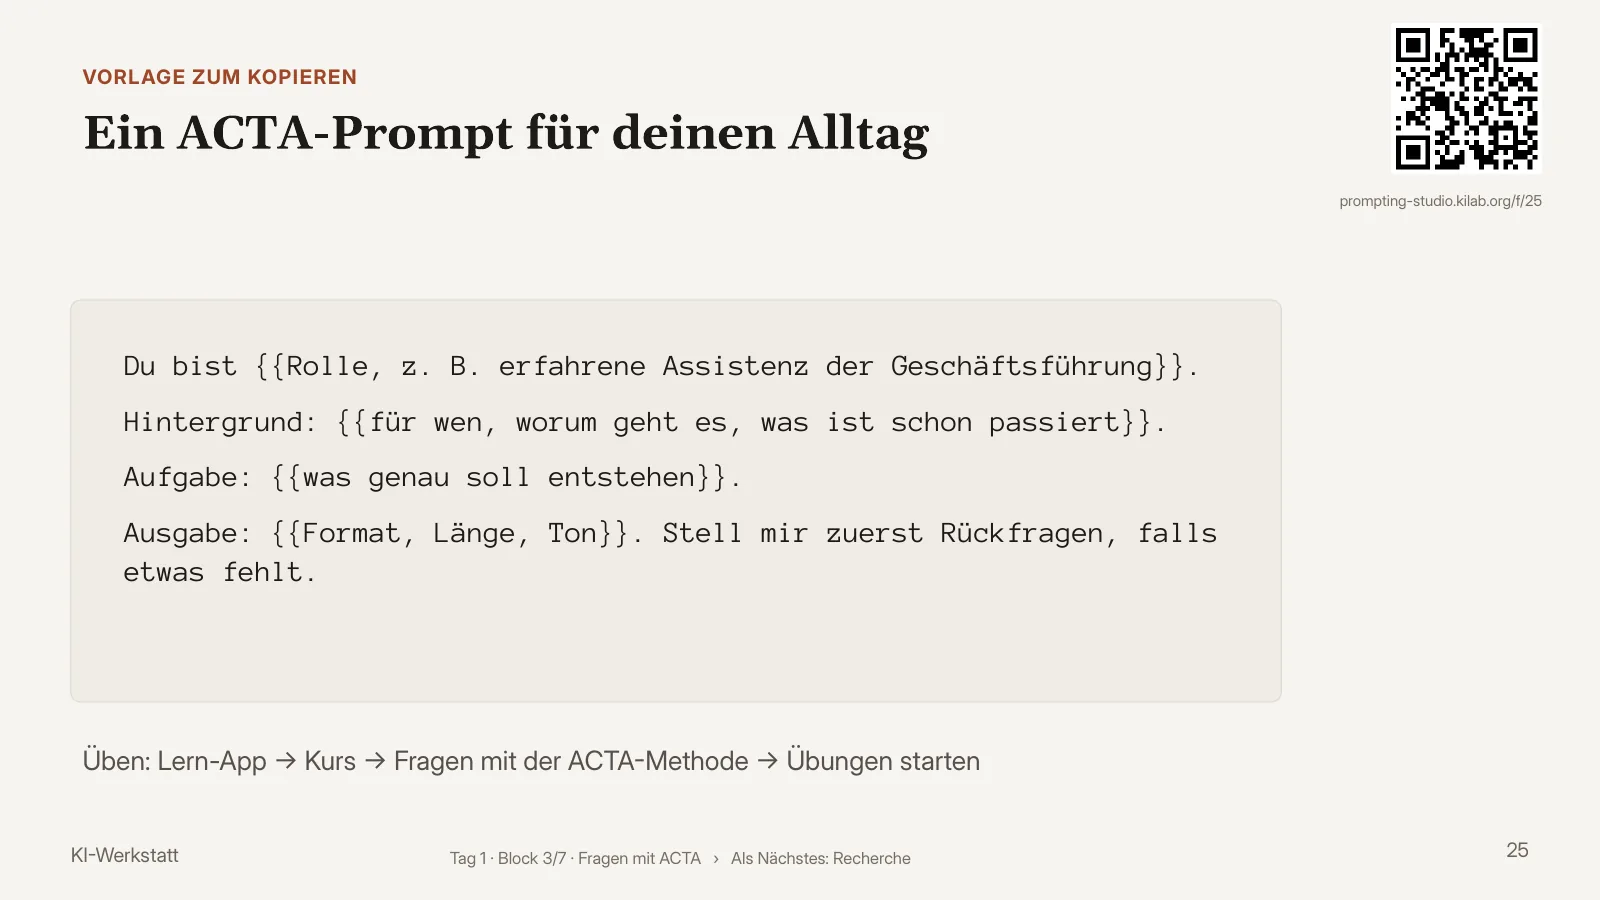 VORLAGE ZUM KOPIEREN
Ein ACTA-Prompt für deinen Alltag
prompting-studio.kilab.org/f/25
Du bist {{Rolle, z. B. erfahrene Assistenz der Geschäftsführung}}.
Hintergrund: {{für wen, worum geht es, was ist schon passiert}}.
Aufgabe: {{was genau soll entstehen}}.
Ausgabe: {{Format, Länge, Ton}}. Stell mir zuerst Rückfragen, falls
etwas fehlt.
Üben: Lern-App → Kurs → Fragen mit der ACTA-Methode → Übungen starten
KI-Werkstatt
Tag 1 · Block 3/7 · Fragen mit ACTA › Als Nächstes: Recherche
25